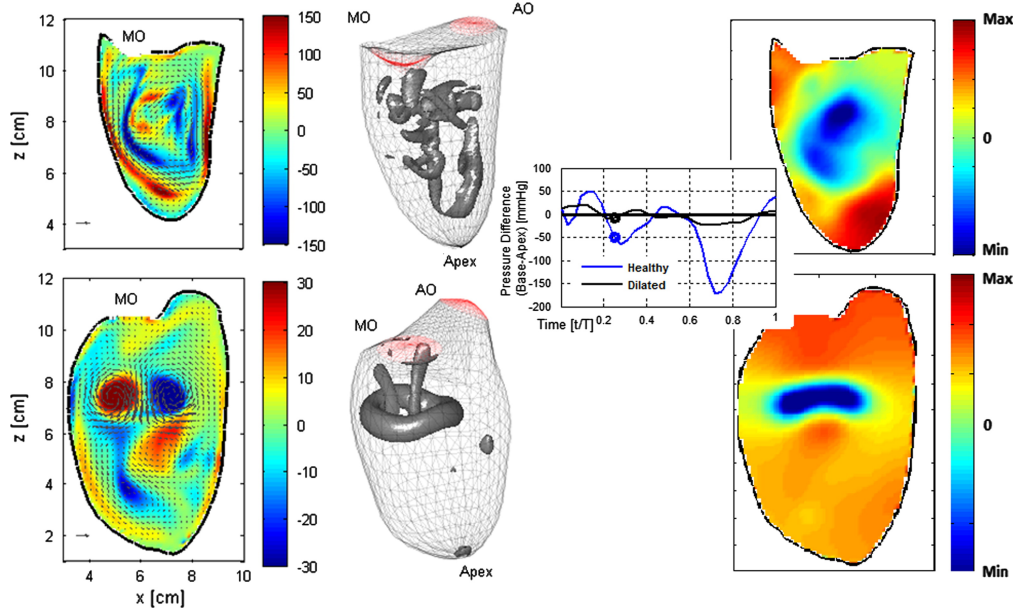 12
10
8
6
4
z [cm]
MO
150
100
50
0
-50
-100
-150
MO
AO
Apex
Max
0
Min
Pressure Difference
(Base-Apex) [mmHg]
100
50
0
-50
-100
-150
-200
Healthy
Dilated
Time [t/T]
0.2
0.4
0.6
0.8
1
12
10
8
6
4
2
z [cm]
MO
4
6
8
10
x [cm]
30
20
10
0
-10
-20
-30
AO
MO
Apex
Max
0
Min